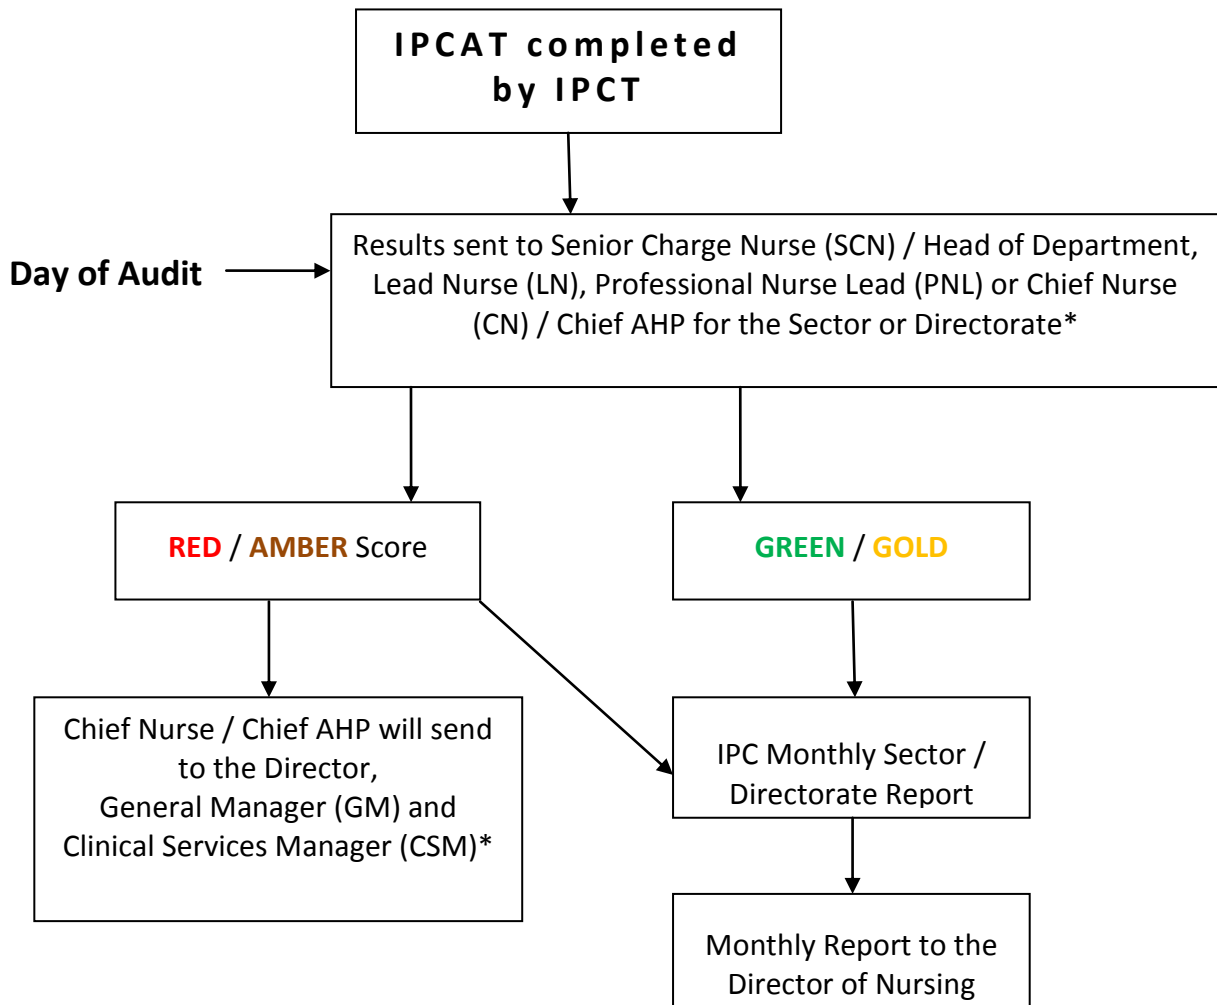 IPCAT completed
by IPCT
Day of Audit
Results sent to Senior Charge Nurse (SCN) / Head of Department,
Lead Nurse (LN), Professional Nurse Lead (PNL) or Chief Nurse
(CN) / Chief AHP for the Sector or Directorate*
RED / AMBER Score
GREEN / GOLD
Chief Nurse / Chief AHP will send
to the Director,
General Manager (GM) and
Clinical Services Manager (CSM)*
IPC Monthly Sector /
Directorate Report
Monthly Report to the
Director of Nursing